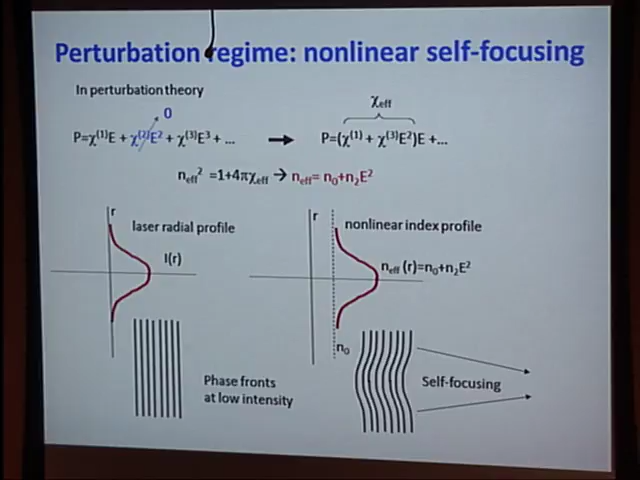 Perturbation regime: nonlinear self-focusing
In perturbation theory
0
χeff
P=χ⁽¹⁾E + χ⁽²⁾E² + χ⁽³⁾E³ + ...
P=(χ⁽¹⁾ + χ⁽³⁾E²)E +...
neff² =1+4πχeff → neff= n₀+n₂E²
r
laser radial profile
I(r)
r
nonlinear index profile
neff (r)=n₀+n₂E²
n₀
Phase fronts
at low intensity
Self-focusing